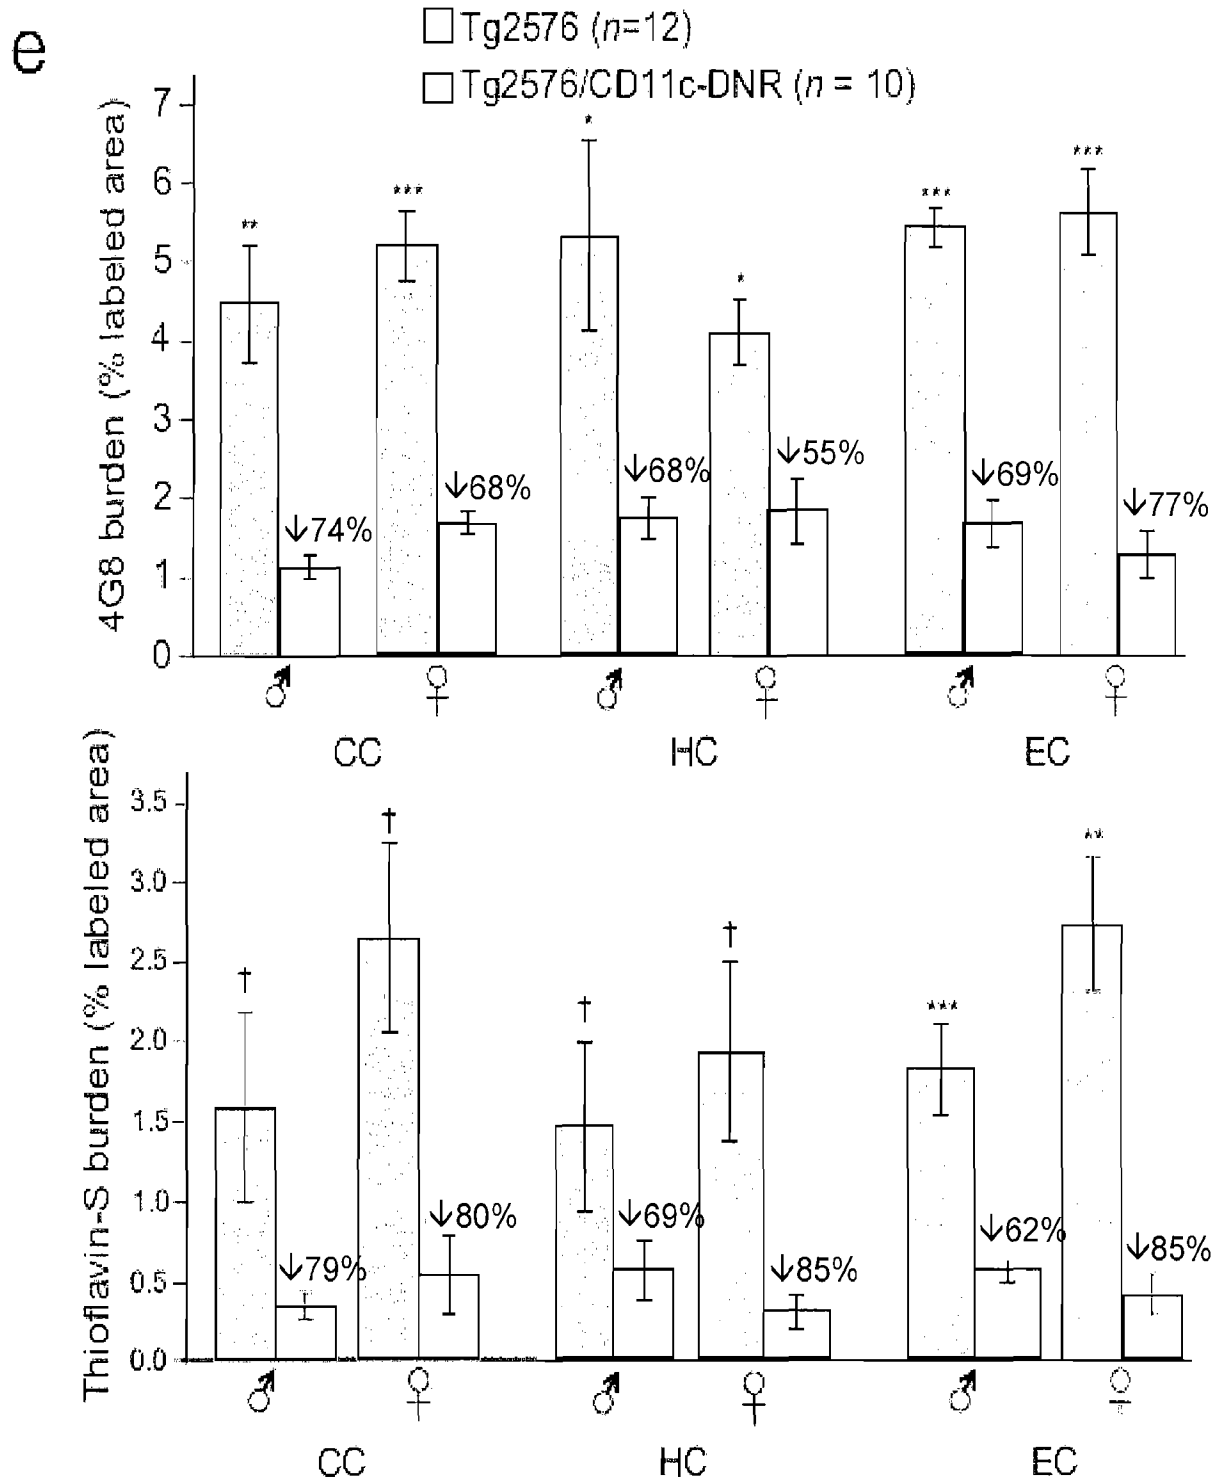 e
Tg2576 (n=12)
Tg2576/CD11c-DNR (n = 10)
4G8 burden (% labeled area)
7
6
5
4
3
2
1
0
** *** * * *** ***
↓74% ↓68% ↓68% ↓55% ↓69% ↓77%
♂ ♀ ♂ ♀ ♂ ♀
CC HC EC
Thioflavin-S burden (% labeled area)
3.5
3.0
2.5
2.0
1.5
1.0
0.5
0.0
† † † † *** **
↓79% ↓80% ↓69% ↓85% ↓62% ↓85%
♂ ♀ ♂ ♀ ♂ ♀
CC HC EC